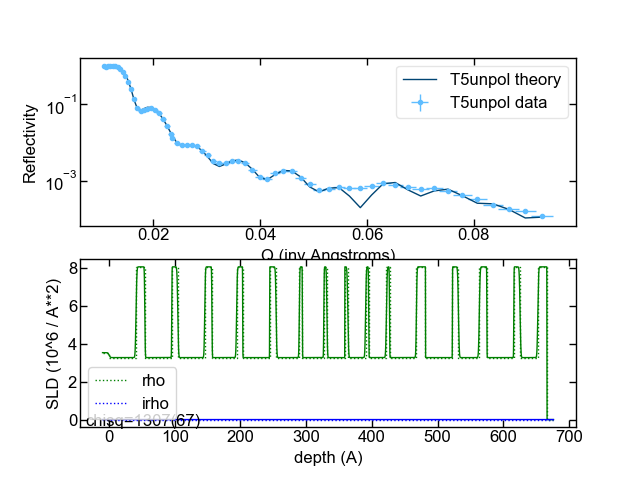 T5unpol theory
T5unpol data
Reflectivity
10⁻¹
10⁻³
0.02 0.04 0.06 0.08
Q (inv Angstroms)
SLD (10^6 / A**2)
8
6
4
2
0
rho
irho
chisq=1307(67)
0 100 200 300 400 500 600 700
depth (A)